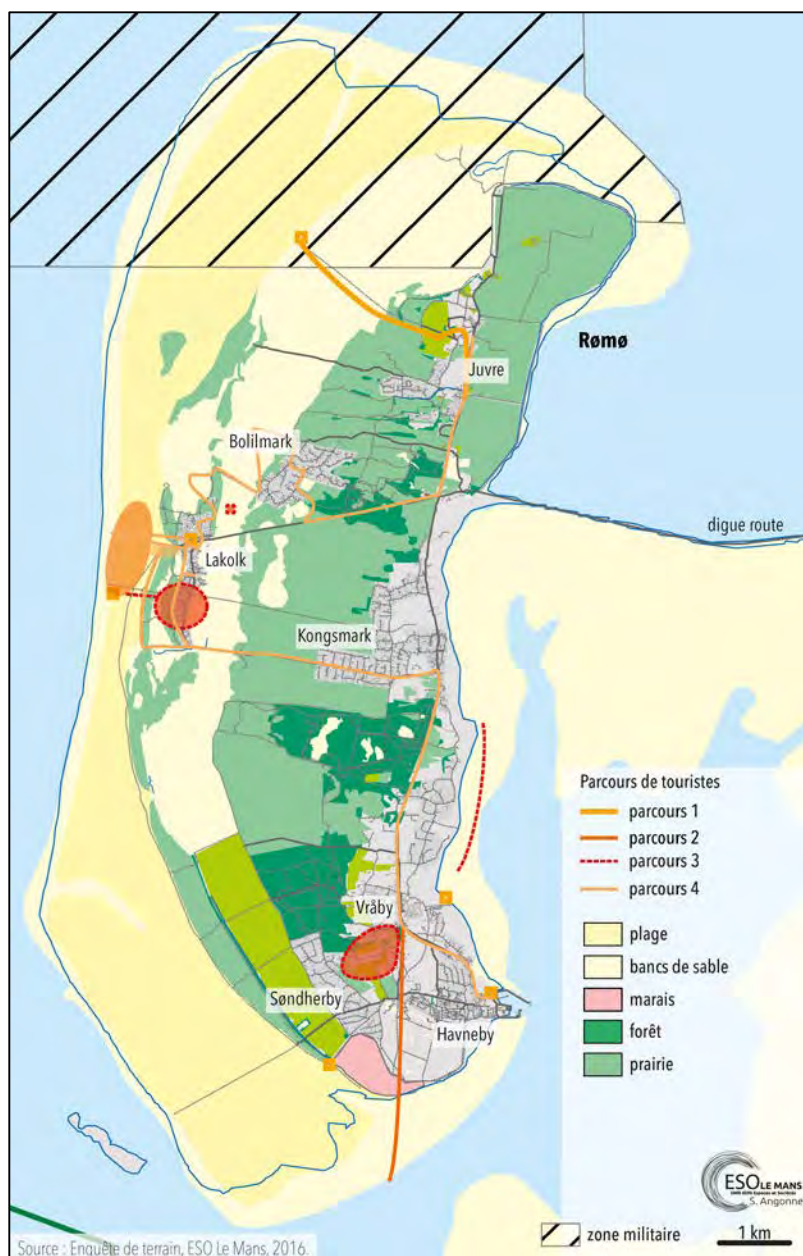 Rømø
Juvre
Bolilmark
digue route
Lakolk
Kongsmark
Parcours de touristes
parcours 1
parcours 2
parcours 3
parcours 4
Vråby
plage
bancs de sable
Søndherby
marais
Havneby
forêt
prairie
ESO LE MANS
S. Angonne
zone militaire
1 km
Source : Enquête de terrain, ESO Le Mans, 2016.